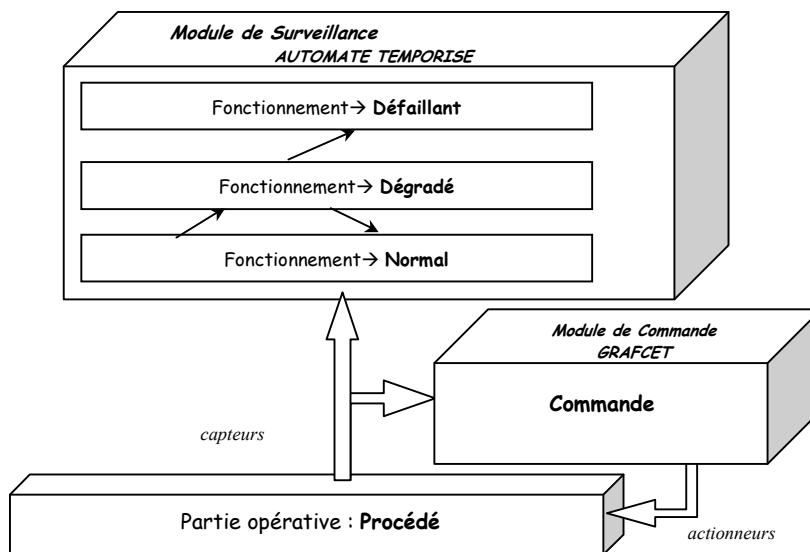 Module de Surveillance
AUTOMATE TEMPORISE
Fonctionnement→ Défaillant
Fonctionnement→ Dégradé
Fonctionnement→ Normal
Module de Commande
GRAFCET
Commande
capteurs
Partie opérative : Procédé
actionneurs